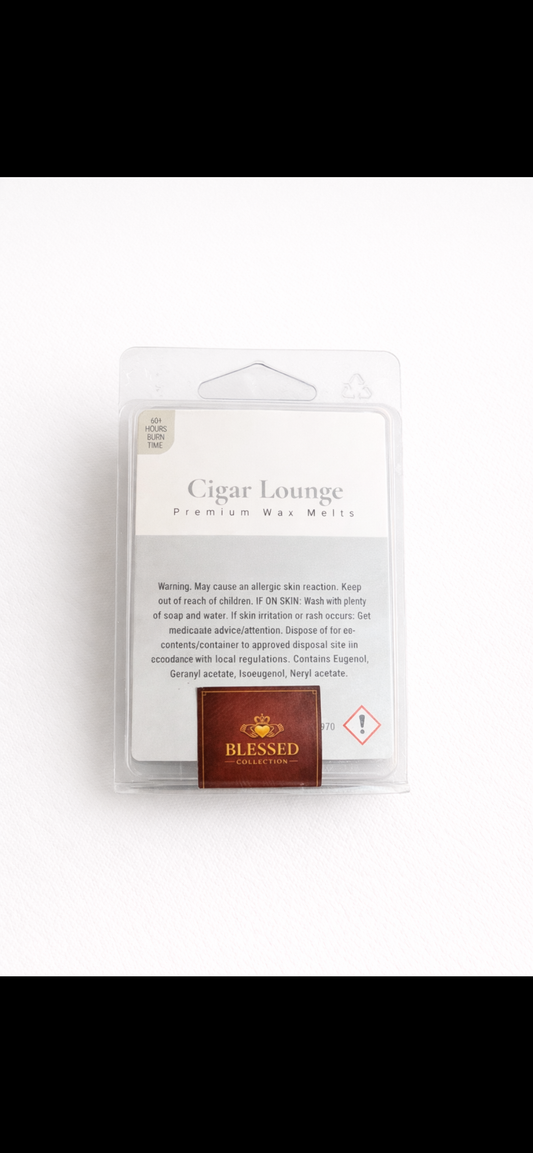 60+
HOURS
BURN
TIME
Cigar Lounge
Premium Wax Melts
Warning. May cause an allergic skin reaction. Keep
out of reach of children. IF ON SKIN: Wash with plenty
of soap and water. If skin irritation or rash occurs: Get
medicaate advice/attention. Dispose of for ee-
contents/container to approved disposal site iin
ecoodance with local regulations. Contains Eugenol,
Geranyl acetate, Isoeugenol, Neryl acetate.
970
BLESSED
COLLECTION